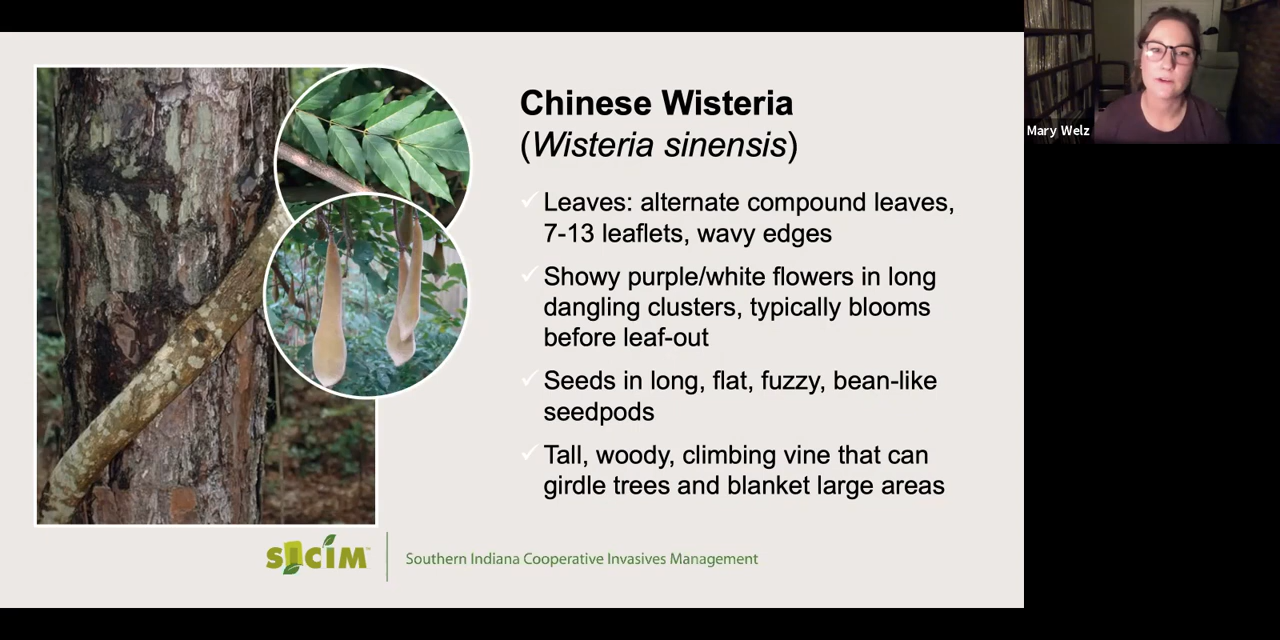 Chinese Wisteria
(Wisteria sinensis)
Leaves: alternate compound leaves,
7-13 leaflets, wavy edges
Showy purple/white flowers in long
dangling clusters, typically blooms
before leaf-out
Seeds in long, flat, fuzzy, bean-like
seedpods
Tall, woody, climbing vine that can
girdle trees and blanket large areas
SICIM™
Southern Indiana Cooperative Invasives Management
Mary Welz